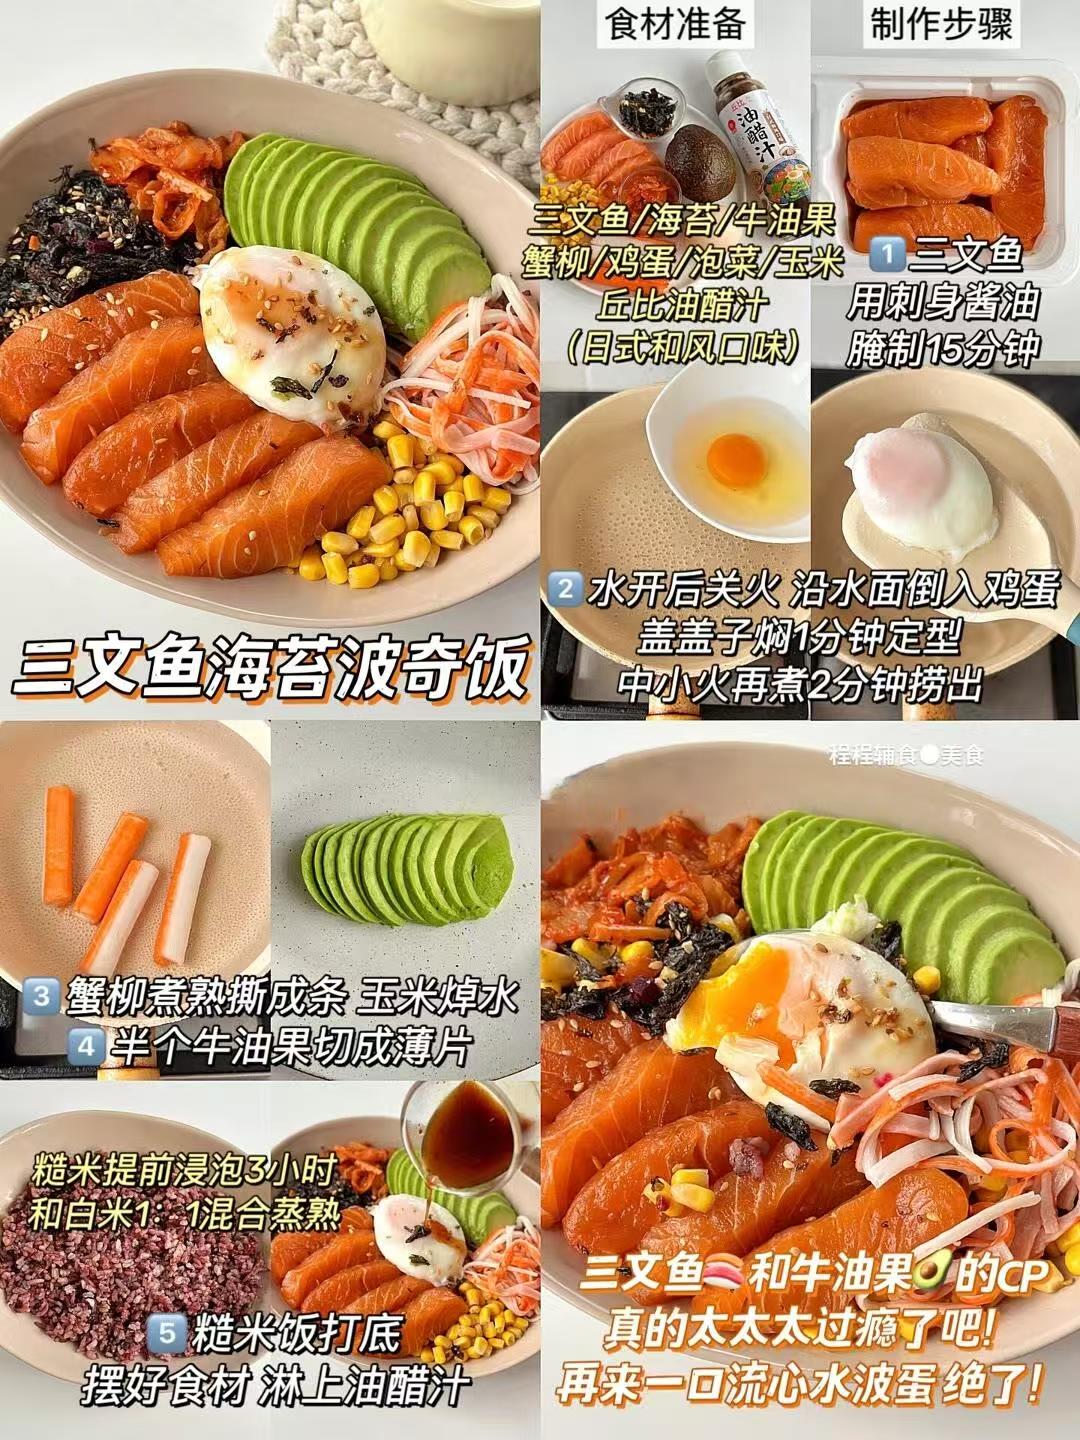 三文鱼海苔波奇饭
食材准备
丘比
油醋汁
三文鱼/海苔/牛油果
蟹柳/鸡蛋/泡菜/玉米
丘比油醋汁
（日式和风口味）
制作步骤
1 三文鱼
用刺身酱油
腌制15分钟
2 水开后关火 沿水面倒入鸡蛋
盖盖子焖1分钟定型
中小火再煮2分钟捞出
3 蟹柳煮熟撕成条 玉米焯水
4 半个牛油果切成薄片
糙米提前浸泡3小时
和白米1：1混合蒸熟
5 糙米饭打底
摆好食材 淋上油醋汁
程程辅食●美食
三文鱼🍣和牛油果🥑的CP
真的太太太过瘾了吧!
再来一口流心水波蛋 绝了!